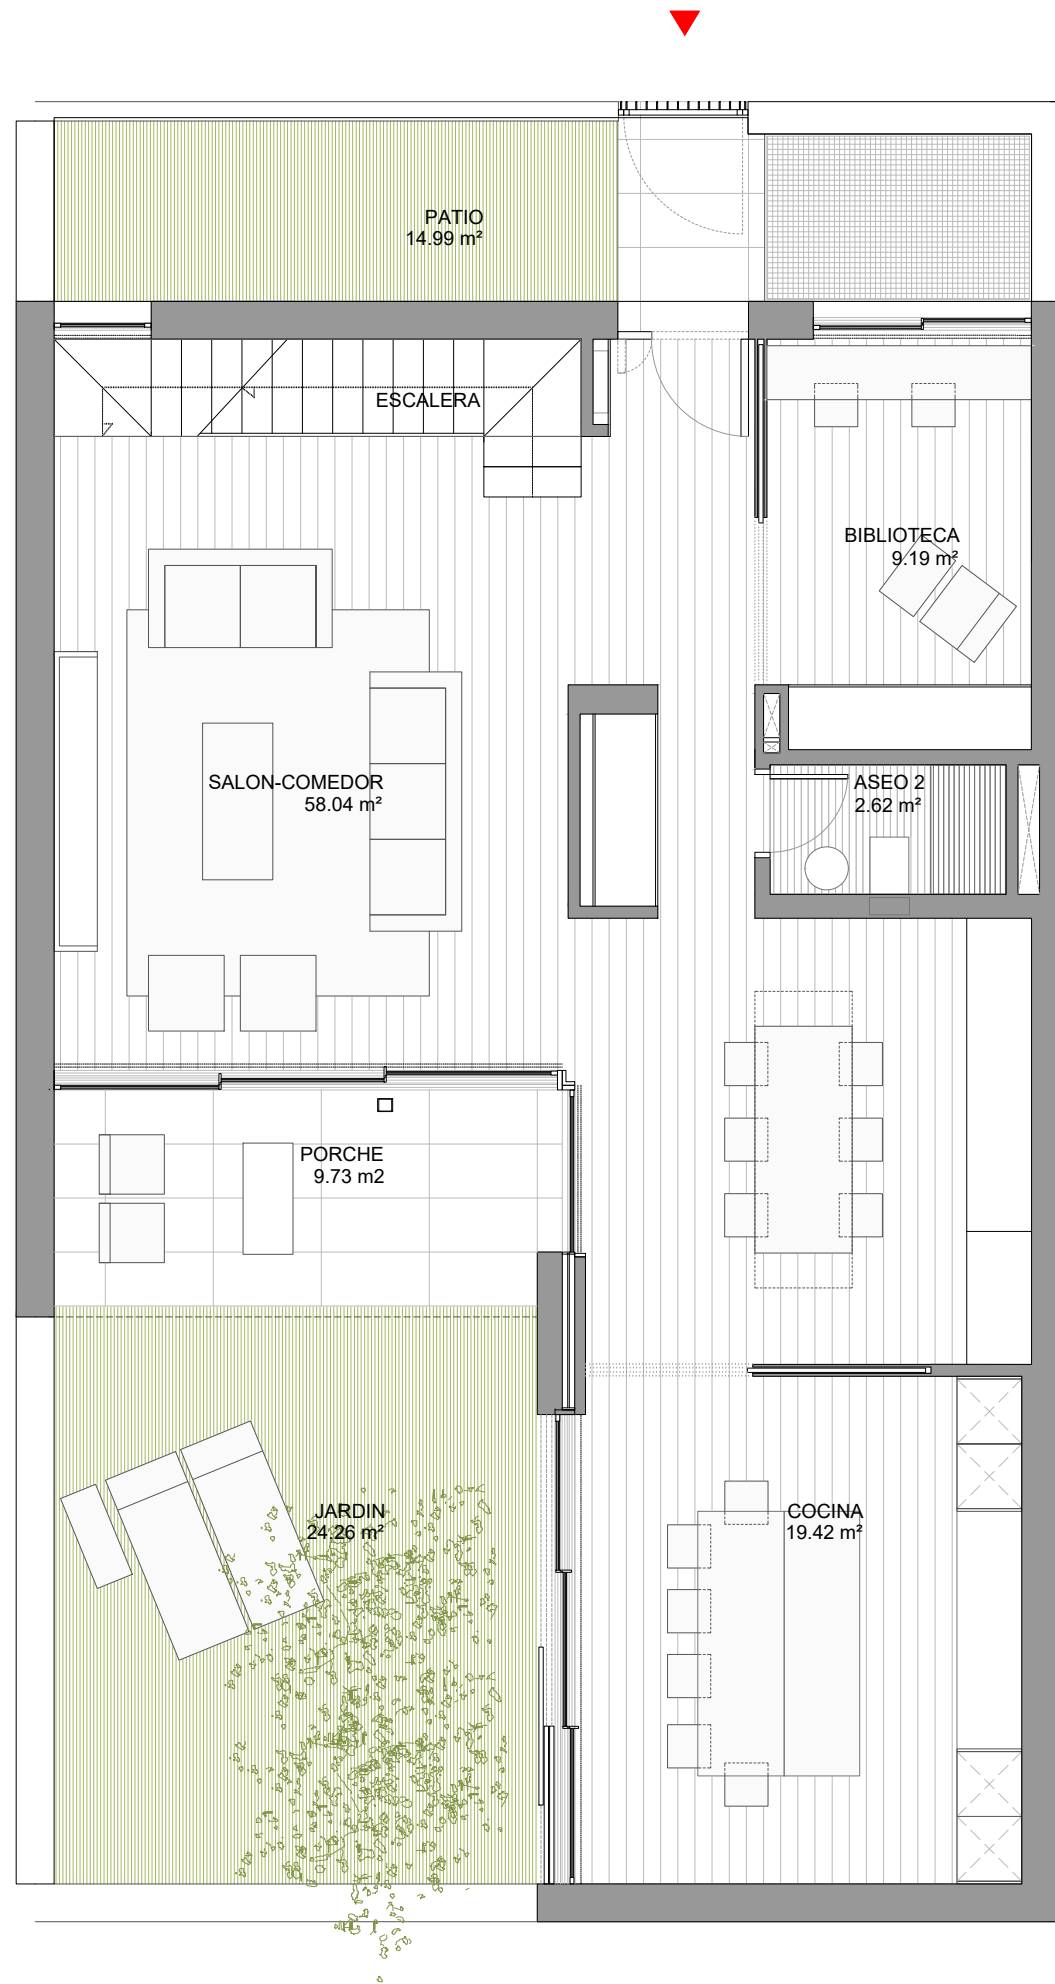 PATIO
14.99 m²
ESCALERA
BIBLIOTECA
9.19 m²
SALON-COMEDOR
58.04 m²
ASEO 2
2.62 m²
PORCHE
9.73 m2
JARDIN
24.26 m²
COCINA
19.42 m²